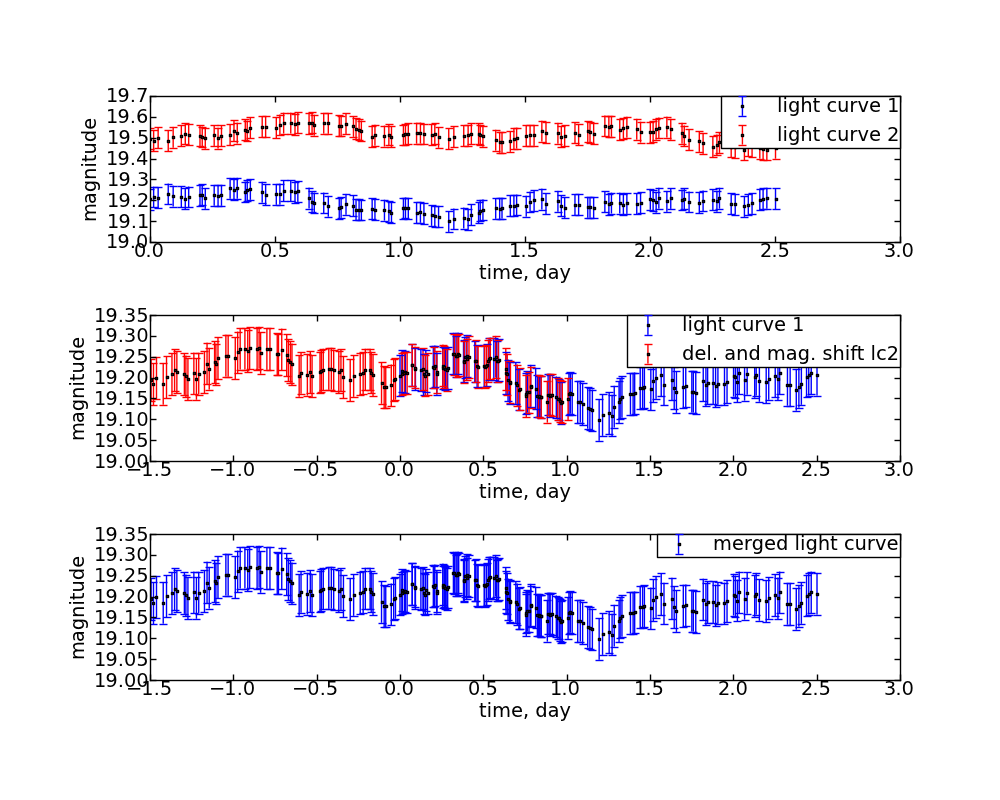 19.7
19.6
19.5
19.4
19.3
19.2
19.1
19.0
magnitude
light curve 1
light curve 2
0.0 0.5 1.0 1.5 2.0 2.5 3.0
time, day
19.35
19.30
19.25
19.20
19.15
19.10
19.05
19.00
magnitude
light curve 1
del. and mag. shift lc2
−1.5 −1.0 −0.5 0.0 0.5 1.0 1.5 2.0 2.5 3.0
time, day
19.35
19.30
19.25
19.20
19.15
19.10
19.05
19.00
magnitude
merged light curve
−1.5 −1.0 −0.5 0.0 0.5 1.0 1.5 2.0 2.5 3.0
time, day